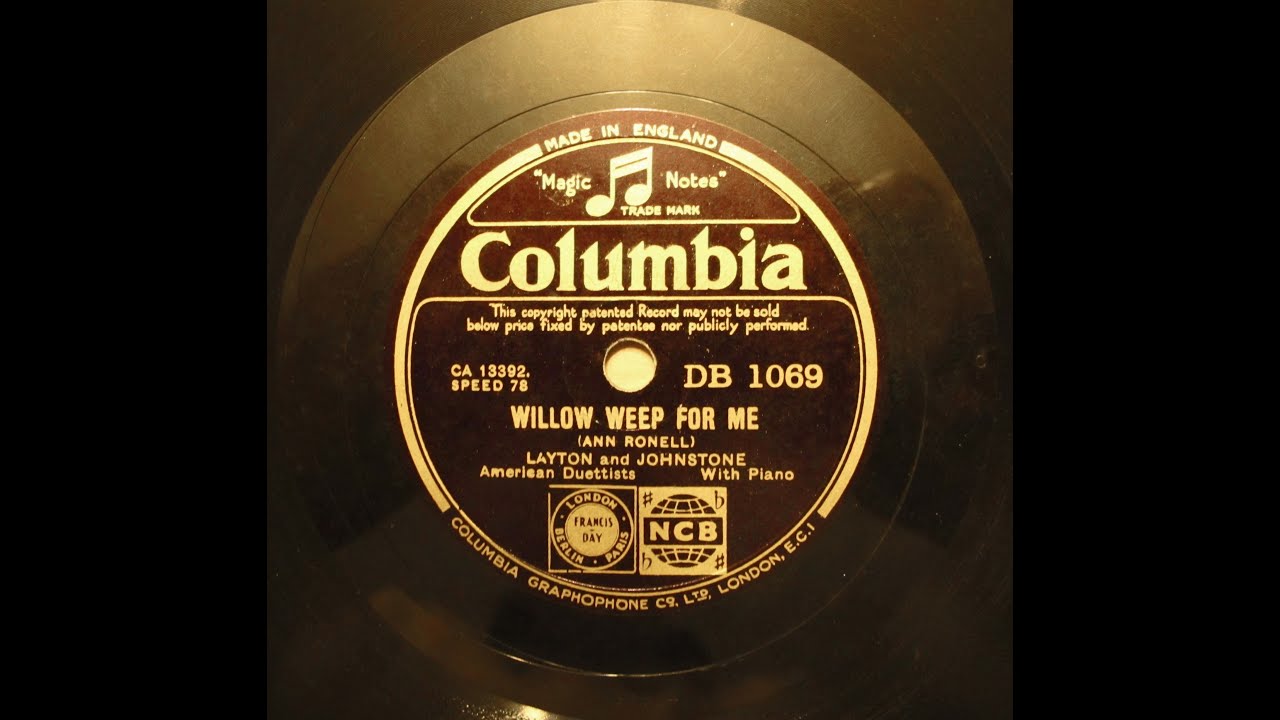 MADE IN ENGLAND
"Magic Notes"
TRADE MARK
Columbia
This copyright patented Record may not be sold
below price fixed by patentee nor publicly performed.
CA 13392.
SPEED 78
DB 1069
WILLOW WEEP FOR ME
(ANN RONELL)
LAYTON and JOHNSTONE
American Duettists With Piano
LONDON
FRANCIS
DAY
BERLIN · PARIS
NCB
COLUMBIA GRAPHOPHONE CO. LTD. LONDON, E.C.1